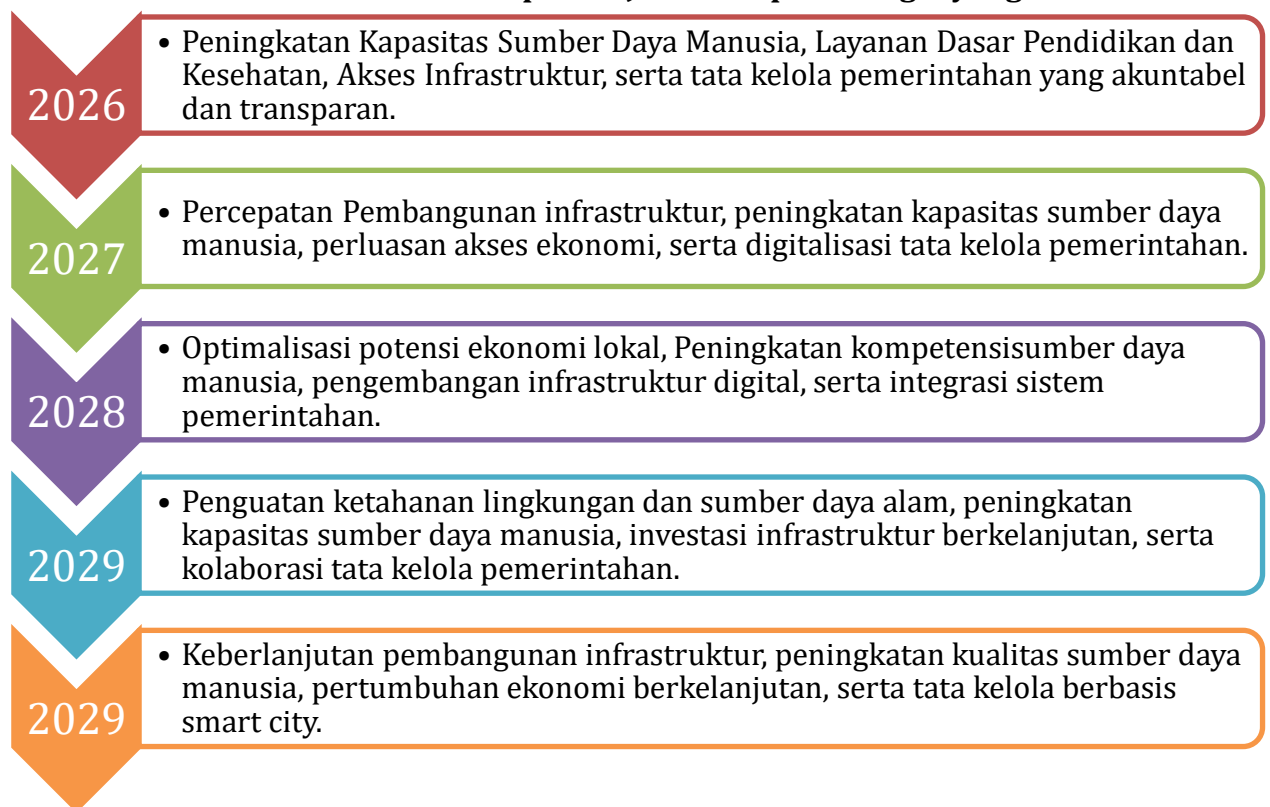 2026
• Peningkatan Kapasitas Sumber Daya Manusia, Layanan Dasar Pendidikan dan
Kesehatan, Akses Infrastruktur, serta tata kelola pemerintahan yang akuntabel
dan transparan.
2027
• Percepatan Pembangunan infrastruktur, peningkatan kapasitas sumber daya
manusia, perluasan akses ekonomi, serta digitalisasi tata kelola pemerintahan.
2028
• Optimalisasi potensi ekonomi lokal, Peningkatan kompetensisumber daya
manusia, pengembangan infrastruktur digital, serta integrasi sistem
pemerintahan.
2029
• Penguatan ketahanan lingkungan dan sumber daya alam, peningkatan
kapasitas sumber daya manusia, investasi infrastruktur berkelanjutan, serta
kolaborasi tata kelola pemerintahan.
2029
• Keberlanjutan pembangunan infrastruktur, peningkatan kualitas sumber daya
manusia, pertumbuhan ekonomi berkelanjutan, serta tata kelola berbasis
smart city.